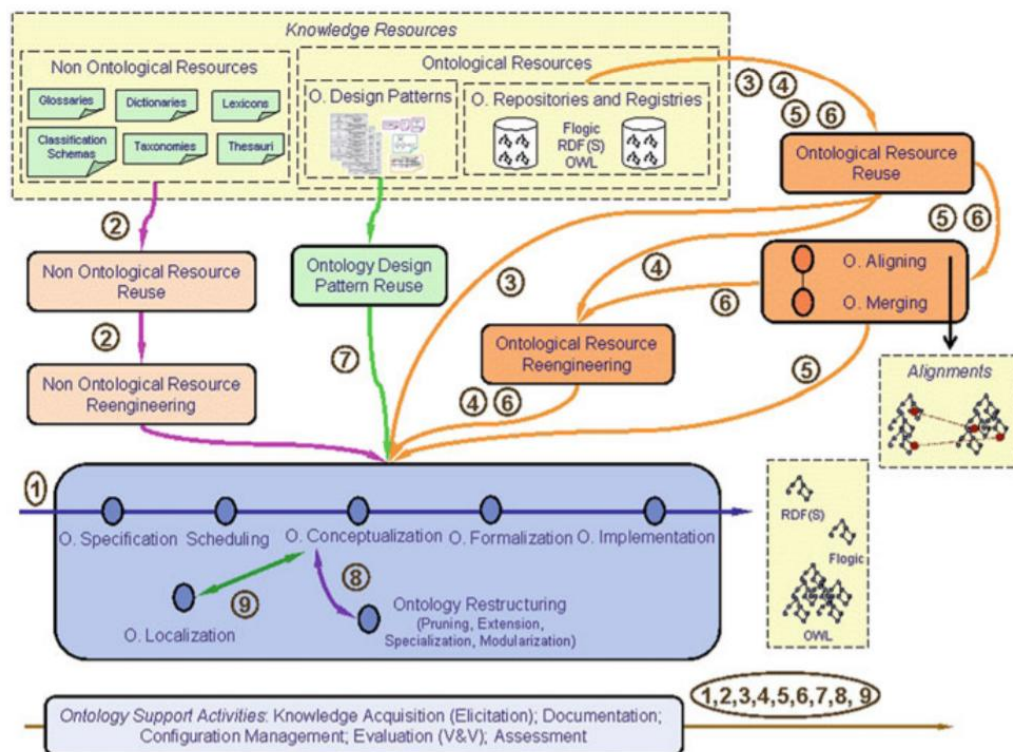 Knowledge Resources
Non Ontological Resources
Glossaries
Dictionaries
Lexicons
Classification
Schemas
Taxonomies
Thesauri
Ontological Resources
O. Design Patterns
O. Repositories and Registries
Flogic
RDF(S)
OWL
3 4
5 6
Ontological Resource
Reuse
5 6
2
Non Ontological Resource
Reuse
2
Non Ontological Resource
Reengineering
Ontology Design
Pattern Reuse
7
3
4
6
O. Aligning
O. Merging
Ontological Resource
Reengineering
4 6
5
Alignments
1
O. Specification
Scheduling
O. Conceptualization
O. Formalization
O. Implementation
9
8
O. Localization
Ontology Restructuring
(Pruning, Extension,
Specialization, Modularization)
RDF(S)
Flogic
OWL
1,2,3,4,5,6,7,8, 9
Ontology Support Activities: Knowledge Acquisition (Elicitation); Documentation;
Configuration Management; Evaluation (V&V); Assessment